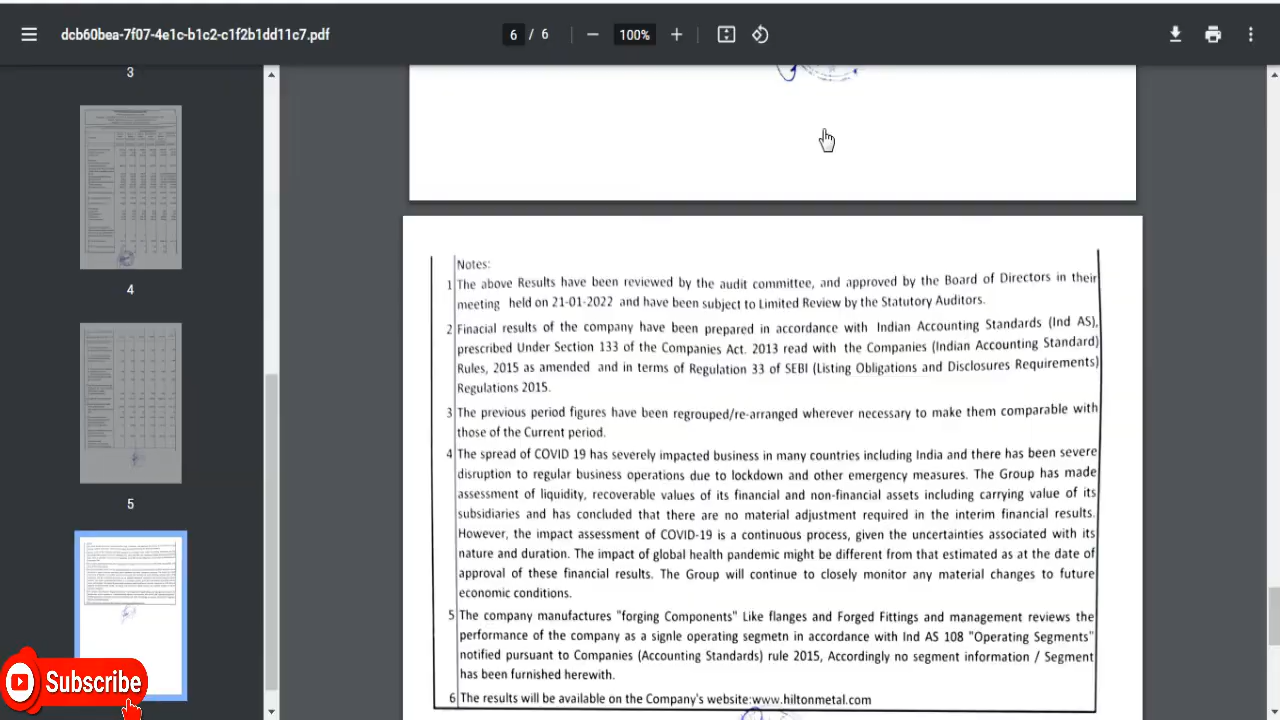 dcb60bea-7f07-4e1c-b1c2-c1f2b1dd11c7.pdf
6 / 6
100%
3
4
5
Notes:
1 The above Results have been reviewed by the audit committee, and approved by the Board of Directors in their
meeting held on 21-01-2022 and have been subject to Limited Review by the Statutory Auditors.
2 Finacial results of the company have been prepared in accordance with Indian Accounting Standards (Ind AS),
prescribed Under Section 133 of the Companies Act. 2013 read with the Companies (Indian Accounting Standard)
Rules, 2015 as amended and in terms of Regulation 33 of SEBI (Listing Obligations and Disclosures Requirements)
Regulations 2015.
3 The previous period figures have been regrouped/re-arranged wherever necessary to make them comparable with
those of the Current period.
4 The spread of COVID 19 has severely impacted business in many countries including India and there has been severe
disruption to regular business operations due to lockdown and other emergency measures. The Group has made
assessment of liquidity, recoverable values of its financial and non-financial assets including carrying value of its
subsidiaries and has concluded that there are no material adjustment required in the interim financial results.
However, the impact assessment of COVID-19 is a continuous process, given the uncertainties associated with its
nature and duration. The impact of global health pandemic might be different from that estimated as at the date of
approval of these financial results. The Group will continue to closely monitor any material changes to future
economic conditions.
5 The company manufactures "forging Components" Like flanges and Forged Fittings and management reviews the
performance of the company as a signle operating segmetn in accordance with Ind AS 108 "Operating Segments"
notified pursuant to Companies (Accounting Standards) rule 2015, Accordingly no segment information / Segment
has been furnished herewith.
6 The results will be available on the Company's website:www.hiltonmetal.com
Subscribe